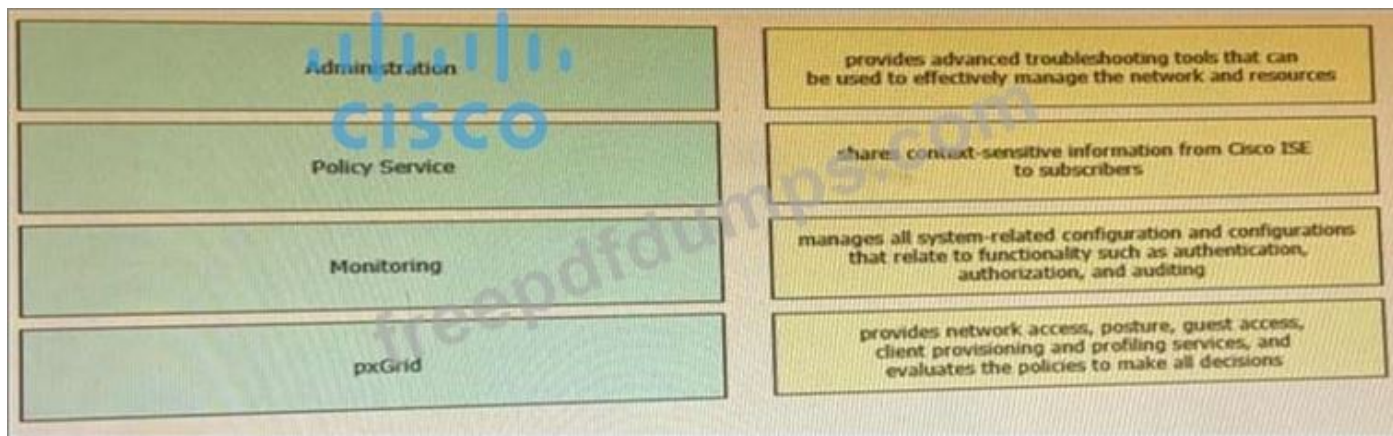 Administration
CISCO
Policy Service
Monitoring
pxGrid
provides advanced troubleshooting tools that can
be used to effectively manage the network and resources
shares context-sensitive information from Cisco ISE
to subscribers
manages all system-related configuration and configurations
that relate to functionality such as authentication,
authorization, and auditing
provides network access, posture, guest access,
client provisioning and profiling services, and
evaluates the policies to make all decisions
freepdfdumps.com